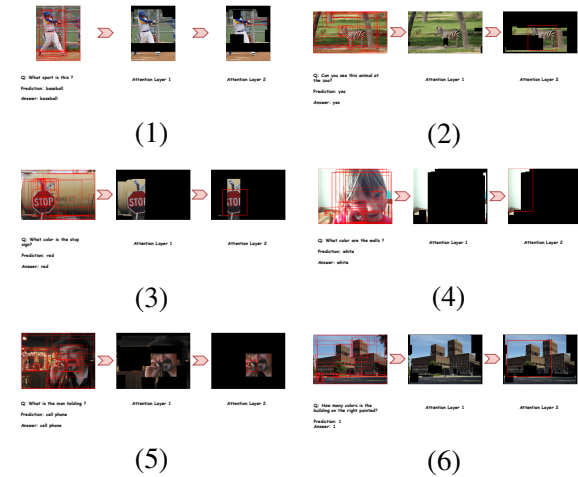 Q: What sport is this ?
Prediction: baseball
Answer: baseball
Attention Layer 1
Attention Layer 2
(1)
Q: Can you see this animal at
the zoo?
Prediction: yes
Answer: yes
Attention Layer 1
Attention Layer 2
(2)
STOP
STOP
STOP
Q: What color is the stop
sign?
Prediction: red
Answer: red
Attention Layer 1
Attention Layer 2
(3)
Q: What color are the walls ?
Prediction: white
Answer: white
Attention Layer 1
Attention Layer 2
(4)
Q: What is the man holding ?
Prediction: cell phone
Answer: cell phone
Attention Layer 1
Attention Layer 2
(5)
Q: How many colors is the
building on the right painted?
Prediction: 1
Answer: 1
Attention Layer 1
Attention Layer 2
(6)